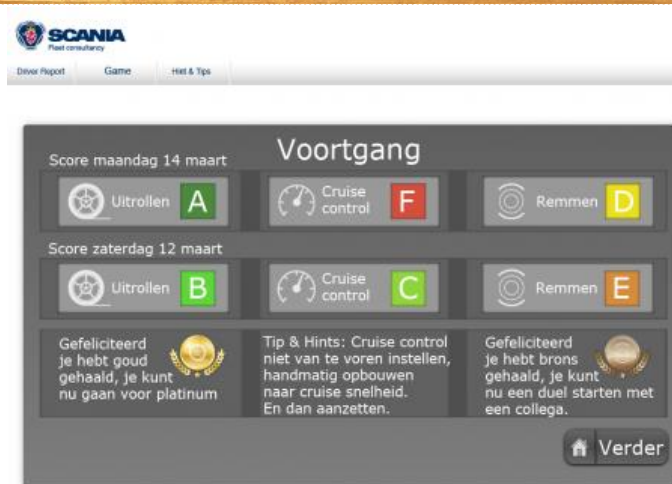 SCANIA
Fleet consultancy
Driver Report Game Hint & Tips
Voortgang
Score maandag 14 maart
Uitrollen A Cruise control F Remmen D
Score zaterdag 12 maart
Uitrollen B Cruise control C Remmen E
Gefeliciteerd
je hebt goud
gehaald, je kunt
nu gaan voor platinum
Tip & Hints: Cruise control
niet van te voren instellen,
handmatig opbouwen
naar cruise snelheid.
En dan aanzetten.
Gefeliciteerd
je hebt brons
gehaald, je kunt
nu een duel starten met
een collega.
Verder